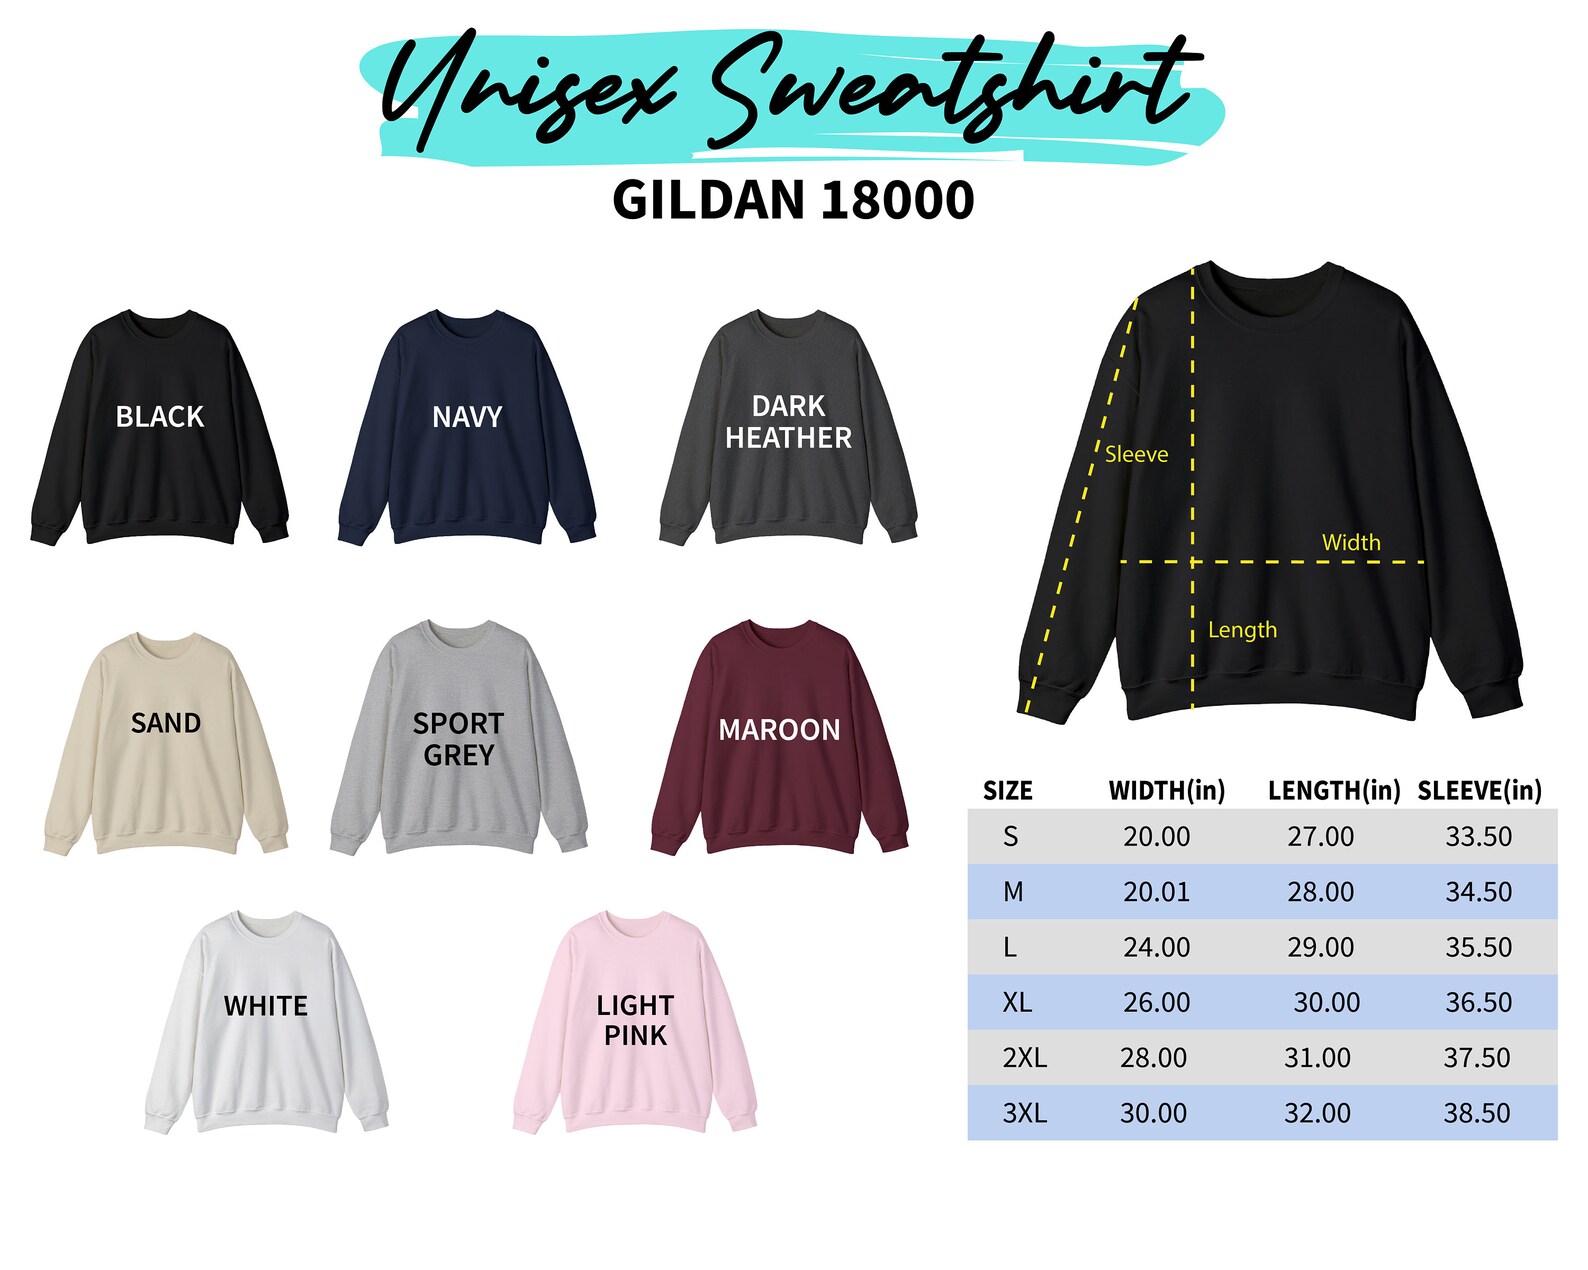 Unisex Sweatshirt
GILDAN 18000
BLACK
NAVY
DARK
HEATHER
SAND
SPORT
GREY
MAROON
WHITE
LIGHT
PINK
Sleeve
Width
Length
SIZE WIDTH(in) LENGTH(in) SLEEVE(in)
S 20.00 27.00 33.50
M 20.01 28.00 34.50
L 24.00 29.00 35.50
XL 26.00 30.00 36.50
2XL 28.00 31.00 37.50
3XL 30.00 32.00 38.50